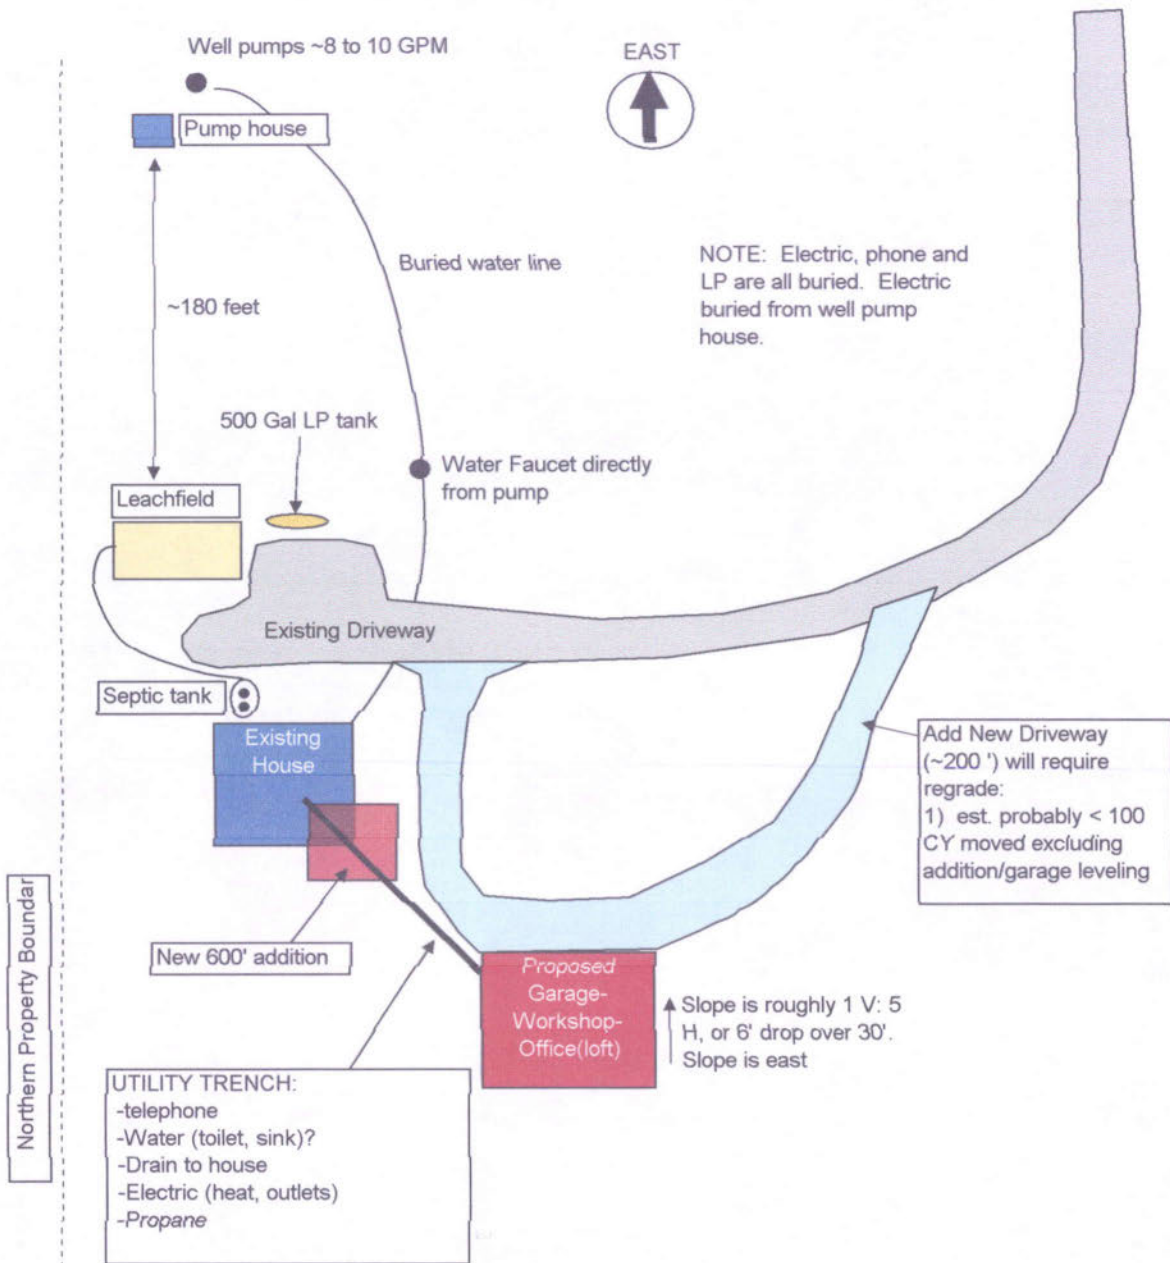 Well pumps ~8 to 10 GPM
EAST
Pump house
Buried water line
NOTE: Electric, phone and
LP are all buried. Electric
buried from well pump
house.
~180 feet
500 Gal LP tank
Water Faucet directly
from pump
Leachfield
Existing Driveway
Septic tank
Existing
House
Add New Driveway
(~200 ') will require
regrade:
1) est. probably < 100
CY moved excluding
addition/garage leveling
New 600' addition
Proposed
Garage-
Workshop-
Office(loft)
Slope is roughly 1 V: 5
H, or 6' drop over 30'.
Slope is east
Northern Property Boundar
UTILITY TRENCH:
-telephone
-Water (toilet, sink)?
-Drain to house
-Electric (heat, outlets)
-Propane